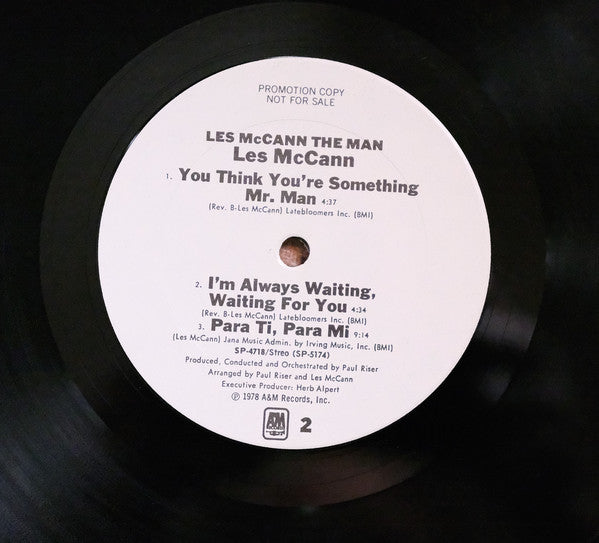 PROMOTION COPY
NOT FOR SALE
LES McCANN THE MAN
Les McCann
1. You Think You're Something
Mr. Man 4:37
(Rev. B-Les McCann) Latebloomers Inc. (BMI)
2. I'm Always Waiting,
Waiting For You 4:34
(Rev. B-Les McCann) Latebloomers Inc. (BMI)
3. Para Ti, Para Mi 9:14
(Les McCann) Jana Music Admin. by Irving Music, Inc. (BMI)
SP-4718/Streo (SP-5174)
Produced, Conducted and Orchestrated by Paul Riser
Arranged by Paul Riser and Les McCann
Executive Producer: Herb Alpert
℗ 1978 A&M Records, Inc.
A&M RECORDS 2